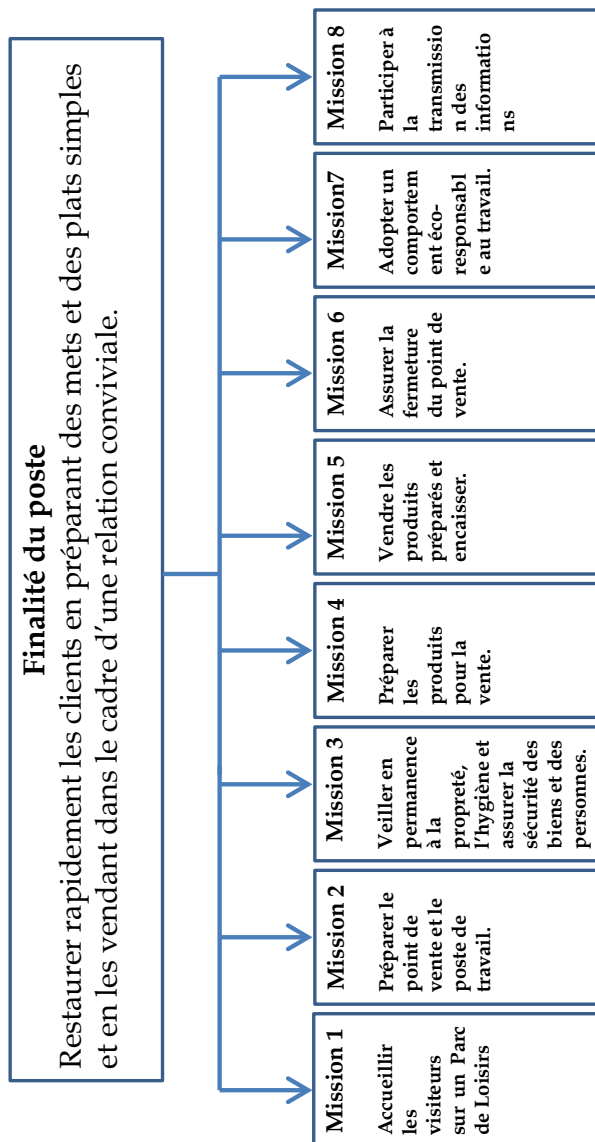 Finalité du poste
Restaurer rapidement les clients en préparant des mets et des plats simples
et en les vendant dans le cadre d'une relation conviviale.
Mission 1
Accueillir
les
visiteurs
sur un Parc
de Loisirs
Mission 2
Préparer le
point de
vente et le
poste de
travail.
Mission 3
Veiller en
permanence
à la
propreté,
l'hygiène et
assurer la
sécurité des
biens et des
personnes.
Mission 4
Préparer
les
produits
pour la
vente.
Mission 5
Vendre les
produits
préparés et
encaisser.
Mission 6
Assurer la
fermeture
du point de
vente.
Mission7
Adopter un
comportem
ent éco-
responsabl
e au travail.
Mission 8
Participer à
la
transmissio
n des
informatio
ns